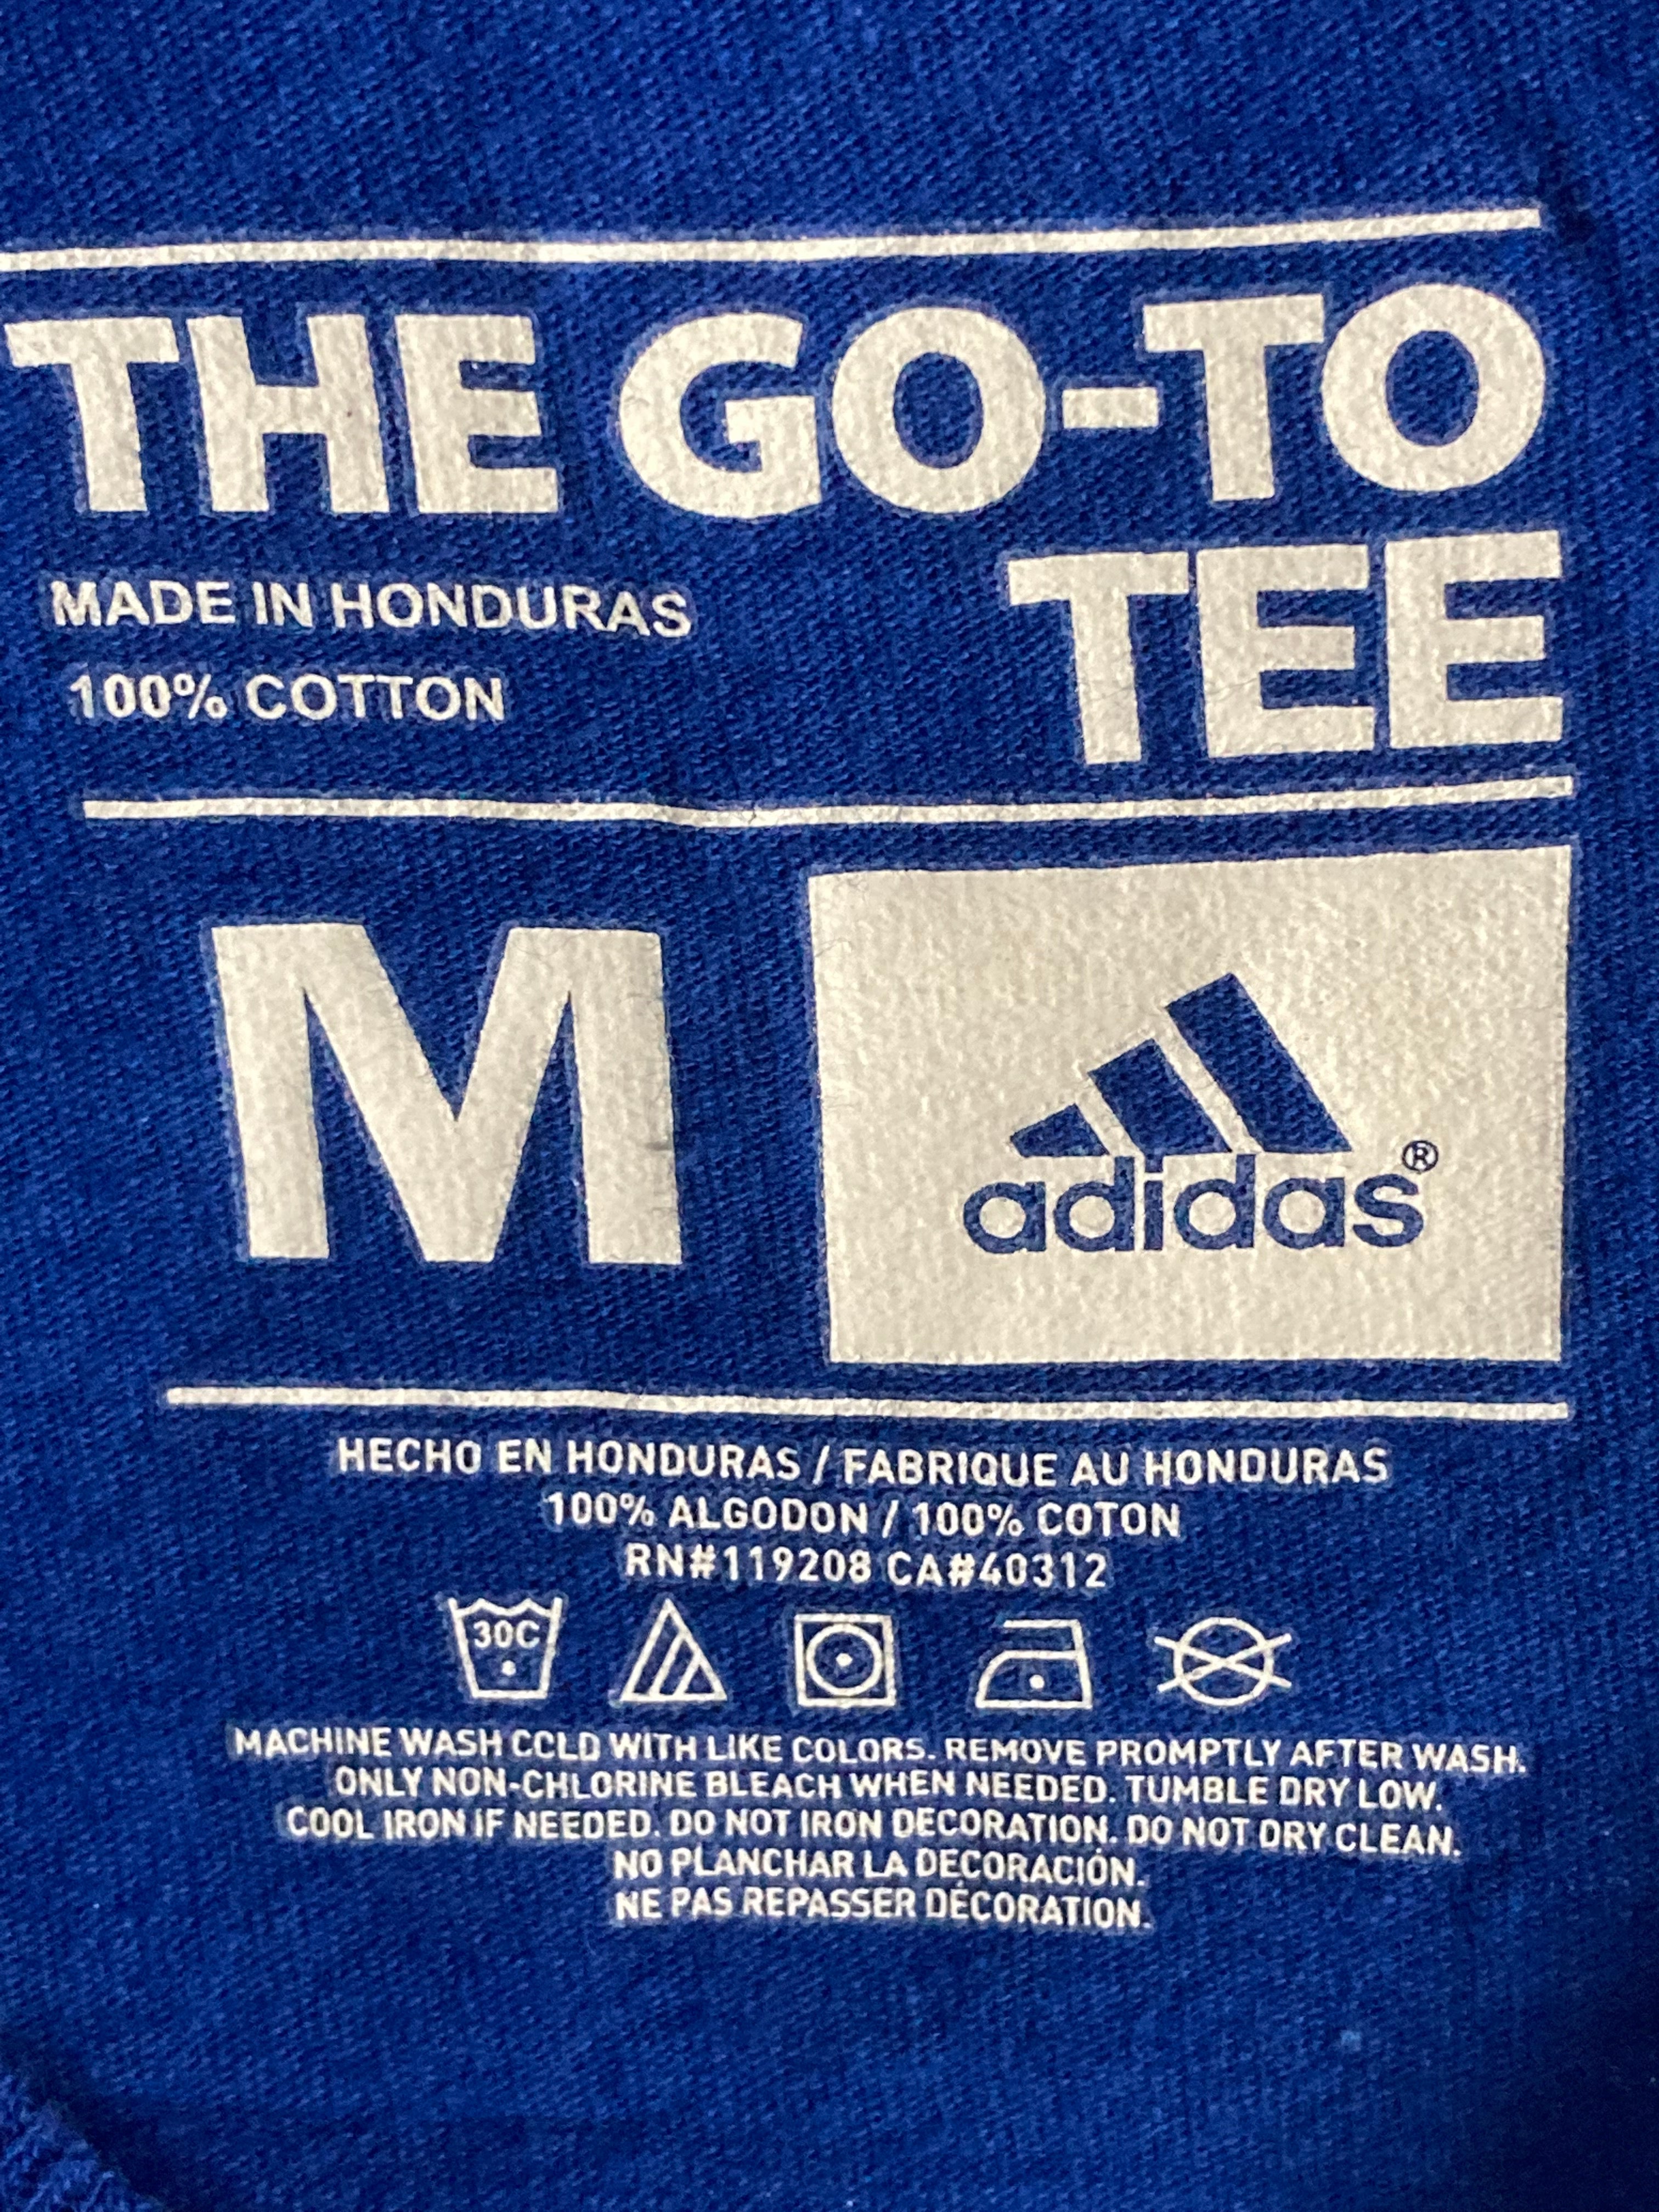 THE GO-TO
TEE
MADE IN HONDURAS
100% COTTON
M
adidas®
HECHO EN HONDURAS / FABRIQUE AU HONDURAS
100% ALGODON / 100% COTON
RN#119208 CA#40312
30C
MACHINE WASH COLD WITH LIKE COLORS. REMOVE PROMPTLY AFTER WASH.
ONLY NON-CHLORINE BLEACH WHEN NEEDED. TUMBLE DRY LOW.
COOL IRON IF NEEDED. DO NOT IRON DECORATION. DO NOT DRY CLEAN.
NO PLANCHAR LA DECORACIÓN.
NE PAS REPASSER DÉCORATION.